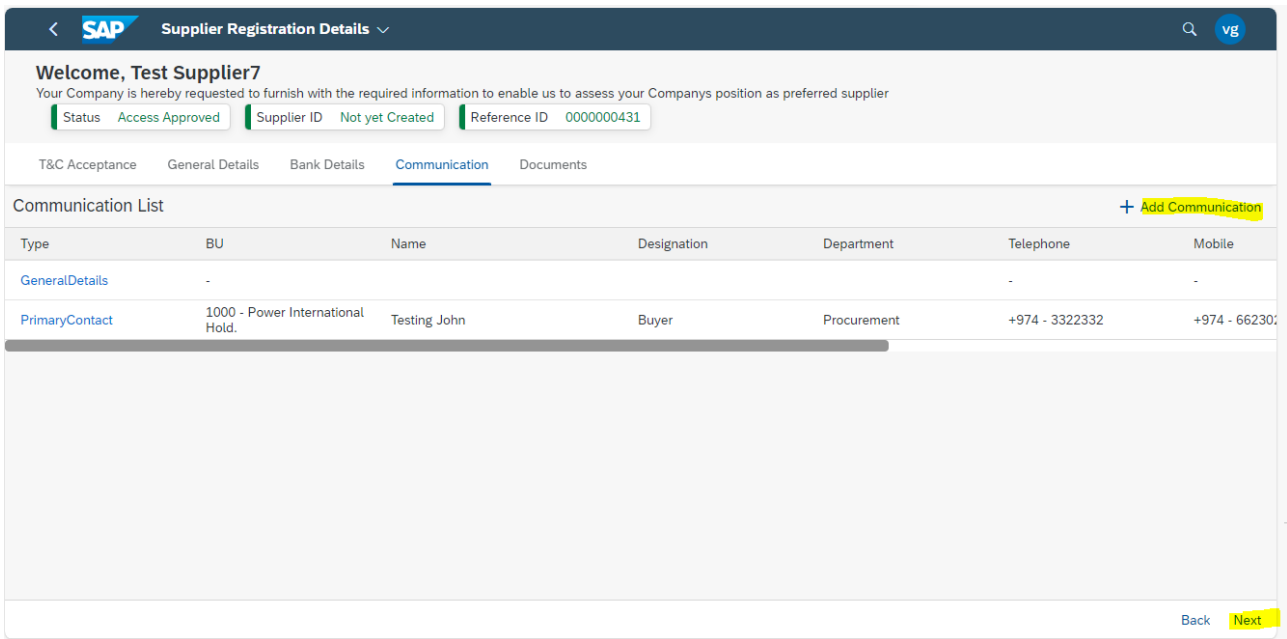 SAP Supplier Registration Details vg
Welcome, Test Supplier7
Your Company is hereby requested to furnish with the required information to enable us to assess your Companys position as preferred supplier
Status Access Approved Supplier ID Not yet Created Reference ID 0000000431
T&C Acceptance General Details Bank Details Communication Documents
Communication List + Add Communication
Type BU Name Designation Department Telephone Mobile
GeneralDetails - - -
PrimaryContact 1000 - Power International Testing John Buyer Procurement +974 - 3322332 +974 - 66230
Hold.
Back Next